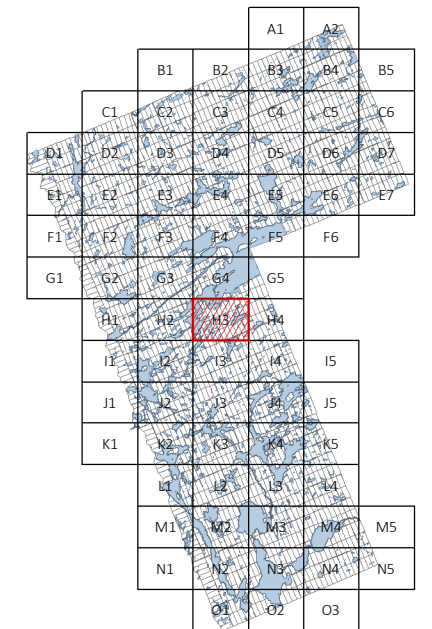 A1 A2
B1 B2 B3 B4 B5
C1 C2 C3 C4 C5 C6
D1 D2 D3 D4 D5 D6 D7
E1 E2 E3 E4 E5 E6 E7
F1 F2 F3 F4 F5 F6
G1 G2 G3 G4 G5
H1 H2 H3 H4
I1 I2 I3 I4 I5
J1 J2 J3 J4 J5
K1 K2 K3 K4 K5
L1 L2 L3 L4
M1 M2 M3 M4 M5
N1 N2 N3 N4 N5
O1 O2 O3